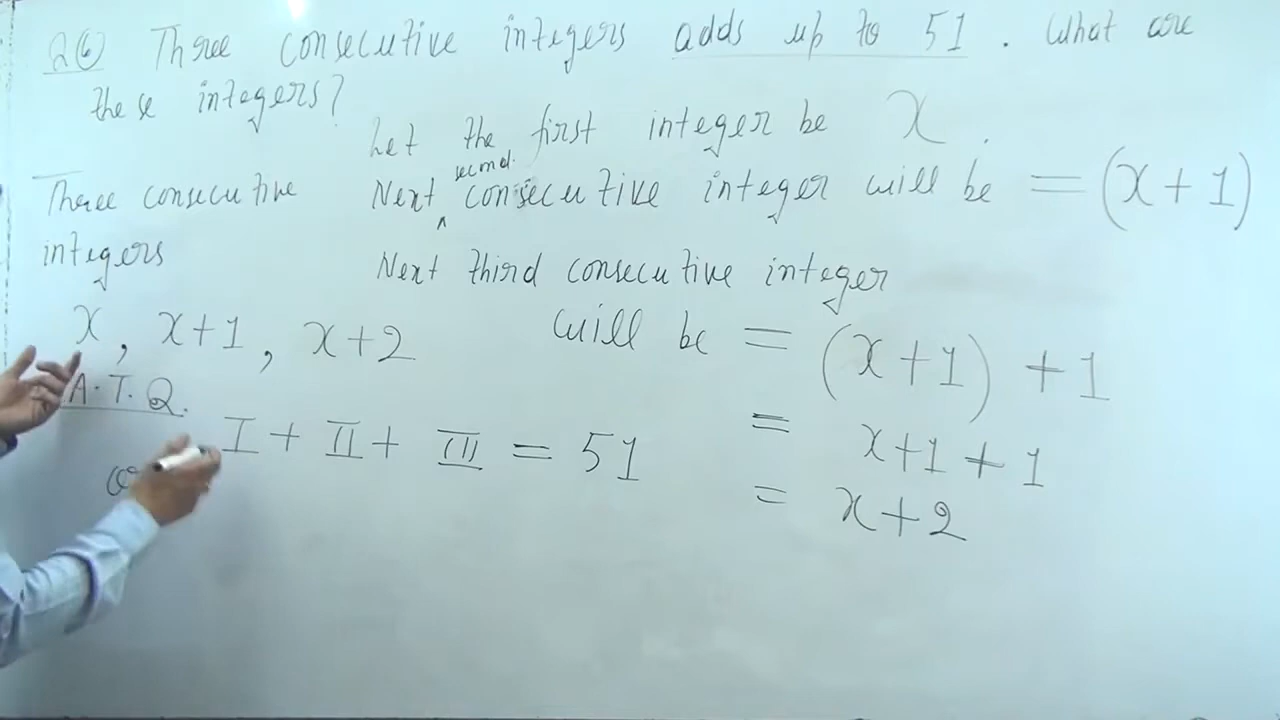 Q6 Three consecutive integers adds up to 51. What are
these integers?
Let the first integer be x.
second
Next ^ consecutive integer will be = (x+1)
Next third consecutive integer
will be = (x+1) +1
= x+1+1
= x+2
Three consecutive
integers
x, x+1, x+2
A.T.Q.
I + II + III = 51